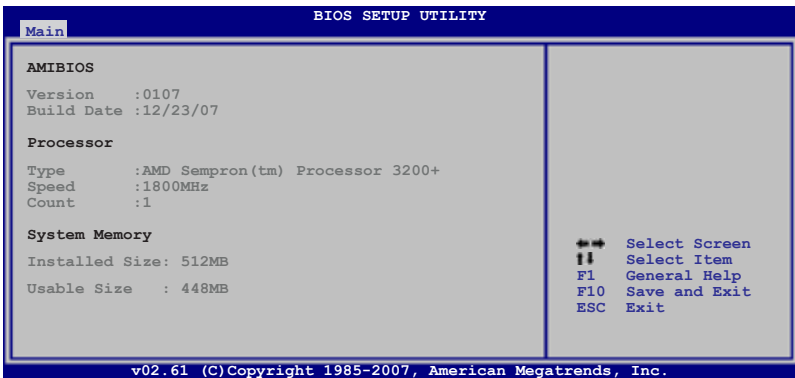 BIOS SETUP UTILITY
Main
AMIBIOS
Version :0107
Build Date :12/23/07
Processor
Type :AMD Sempron(tm) Processor 3200+
Speed :1800MHz
Count :1
System Memory
Installed Size: 512MB
Usable Size : 448MB
←→ Select Screen
↑↓ Select Item
F1 General Help
F10 Save and Exit
ESC Exit
v02.61 (C)Copyright 1985-2007, American Megatrends, Inc.